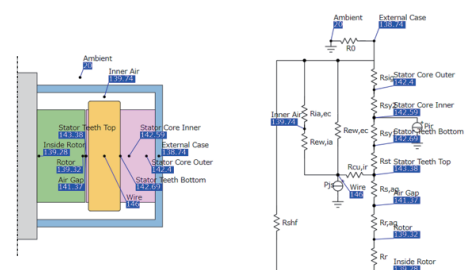 Ambient
20
Inner Air
139.74
Stator Teeth Top
143.38
Stator Core Inner
142.59
Inside Rotor
139.28
External Case
138.74
Rotor
139.32
Stator Core Outer
142.4
Air Gap
141.37
Stator Teeth Bottom
142.69
Wire
146
Ambient
20
External Case
138.74
R0
Stator Core Outer
142.4
Rsy
Stator Core Inner
142.59
Inner Air
139.74
Ria,ec
Rew,ec
Rew,ia
Rsy
Stator Teeth Bottom
142.69
Rcu,ir
Rst
Stator Teeth Top
143.38
Wire
146
Rs,ag
Air Gap
141.37
Rshf
Rr,ag
Rotor
139.32
Rr
Inside Rotor
139.28